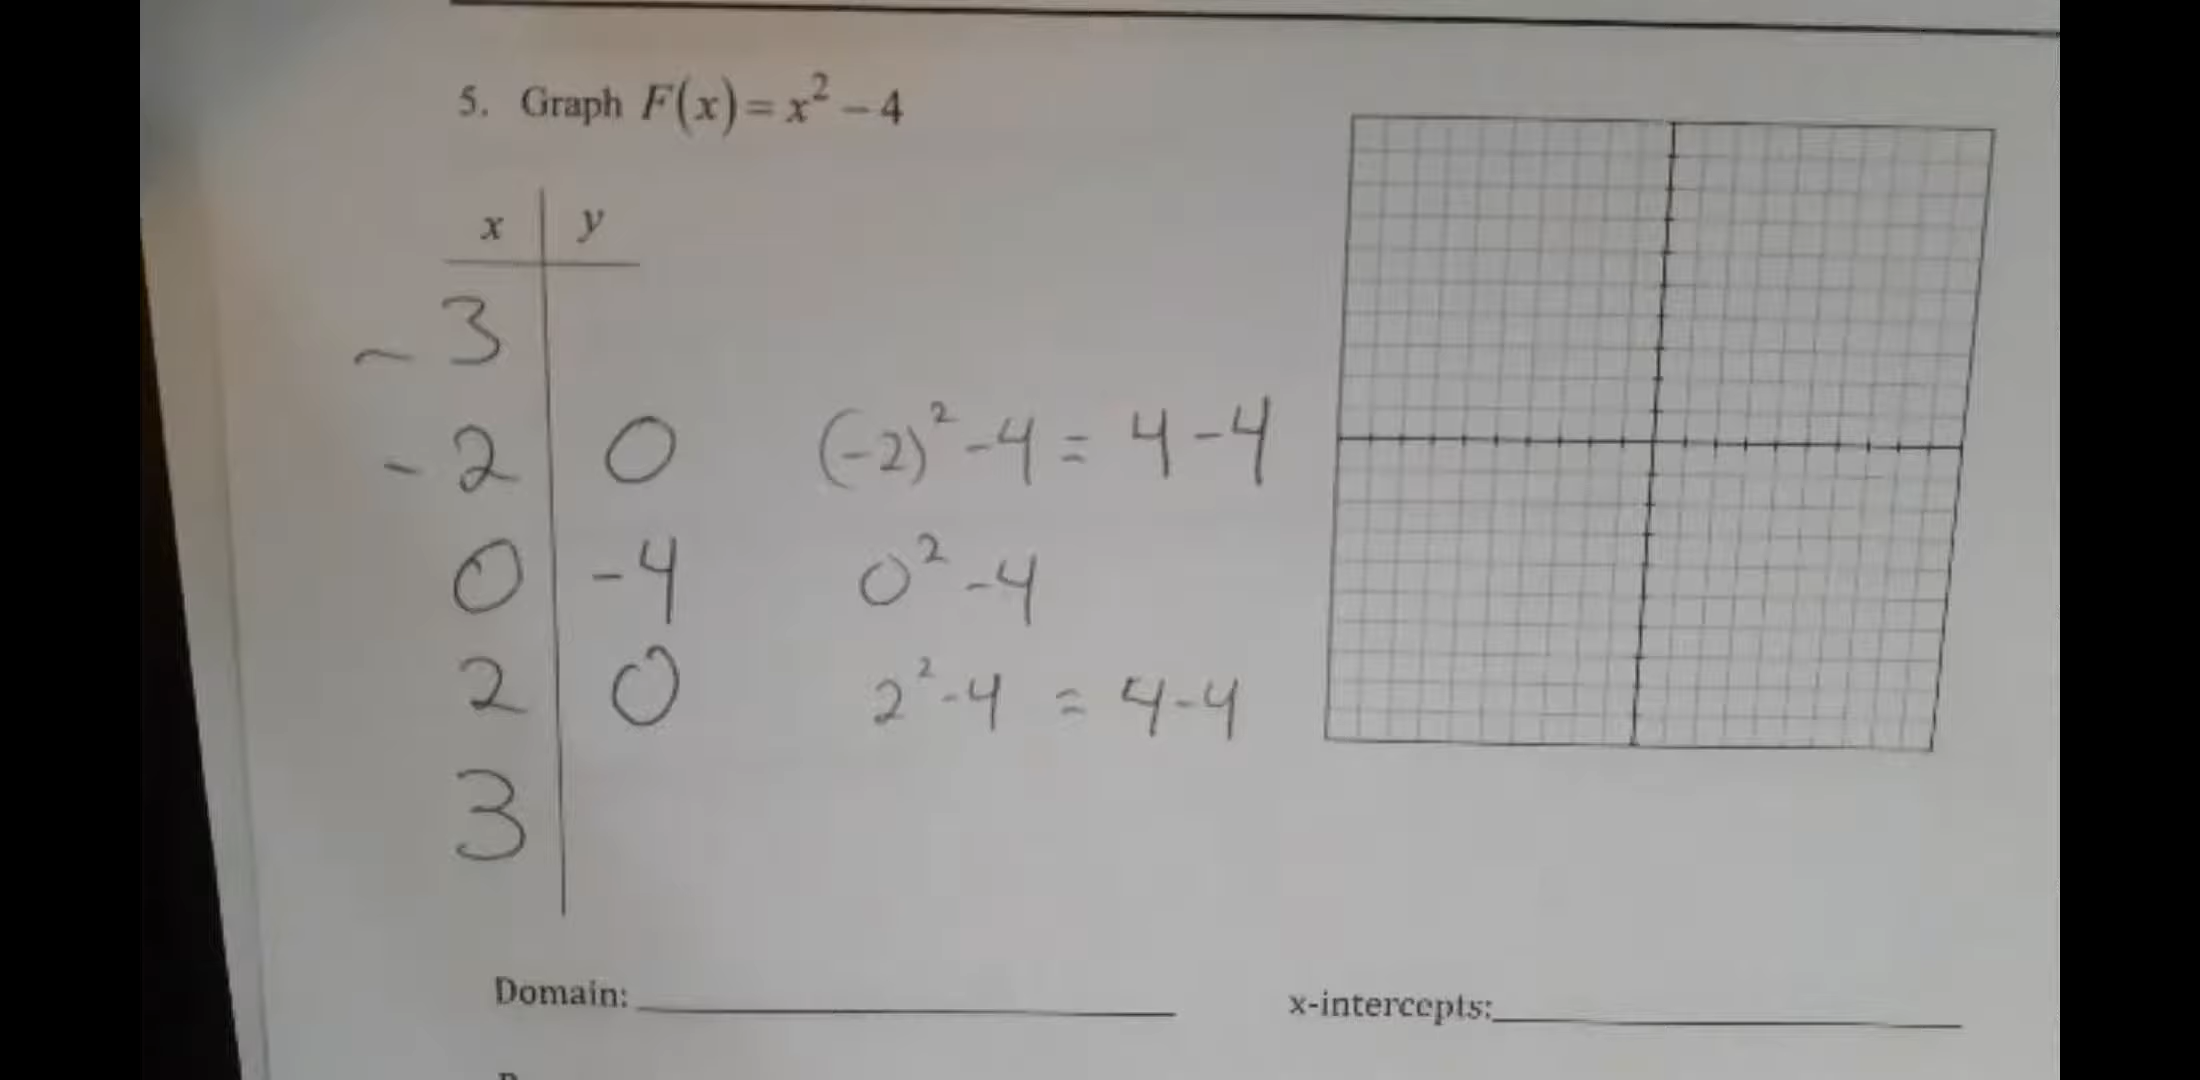 5. Graph F(x) = x² - 4
x y
-3
-2 0 (-2)² -4 = 4 - 4
0 -4 0² -4
2 0 2² -4 = 4-4
3
Domain: x-intercepts: